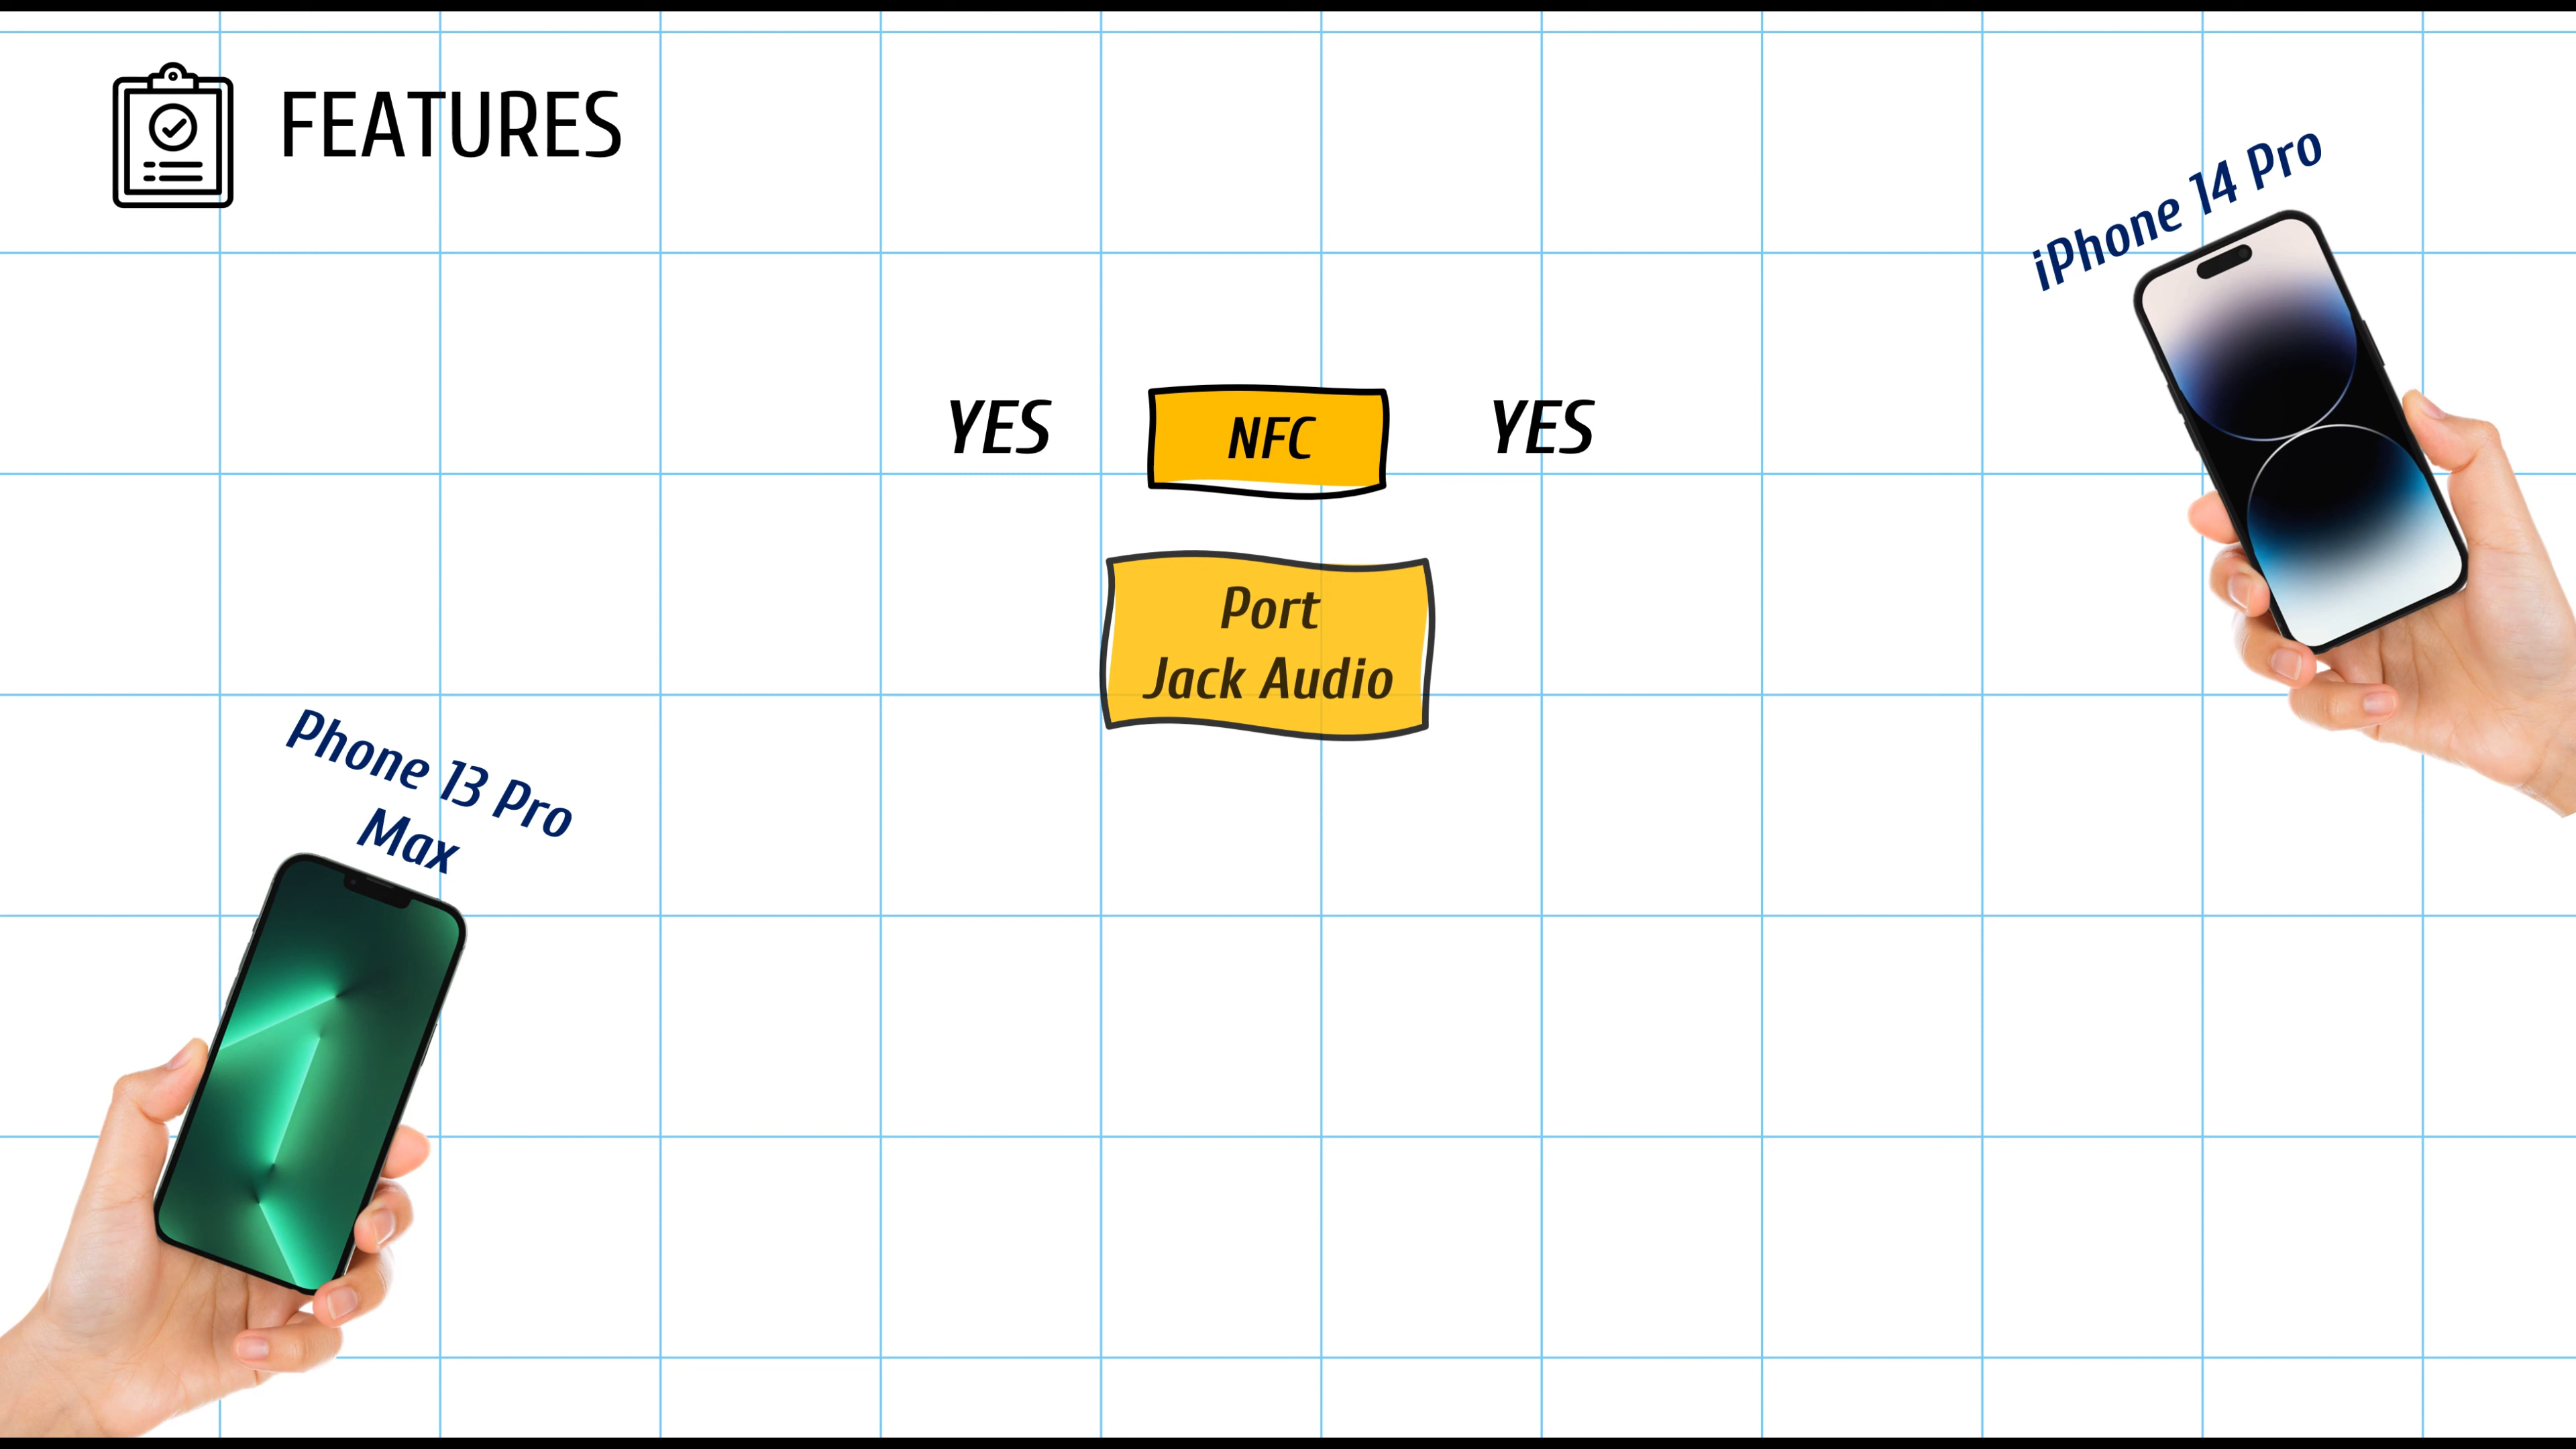 FEATURES
iPhone 14 Pro
YES NFC YES
Port
Jack Audio
Phone 13 Pro
Max